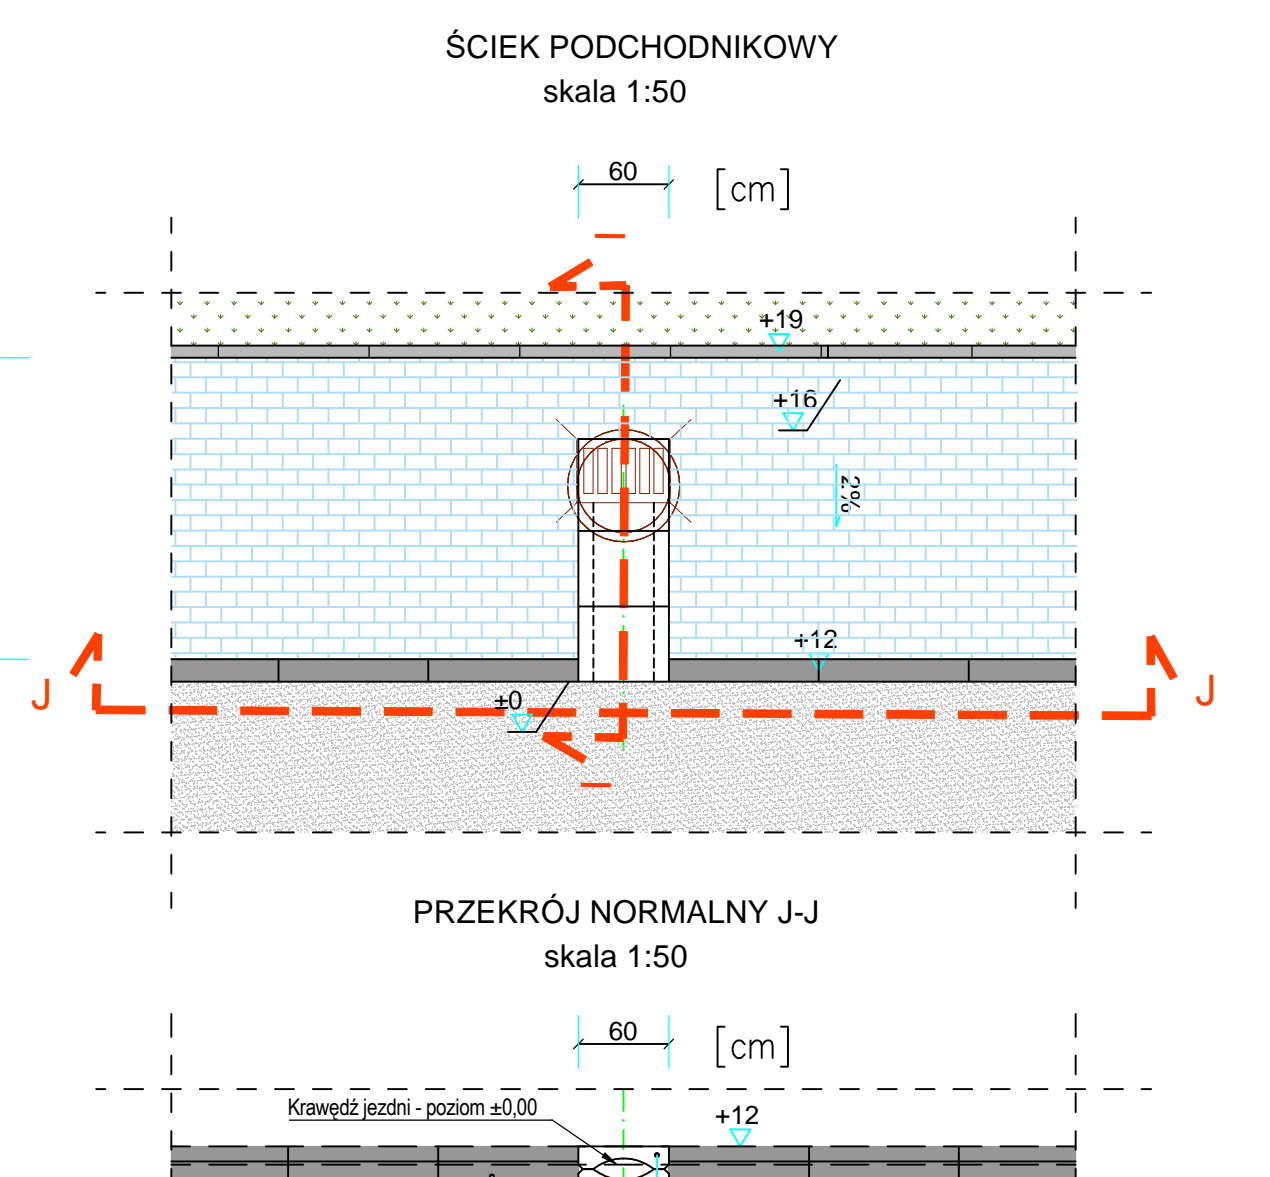 ŚCIEK PODCHODNIKOWY
skala 1:50
60 [cm]
I
+19
+16
2%
+12
J J
±0
I
PRZEKRÓJ NORMALNY J-J
skala 1:50
60 [cm]
Krawędź jezdni - poziom ±0,00
+12